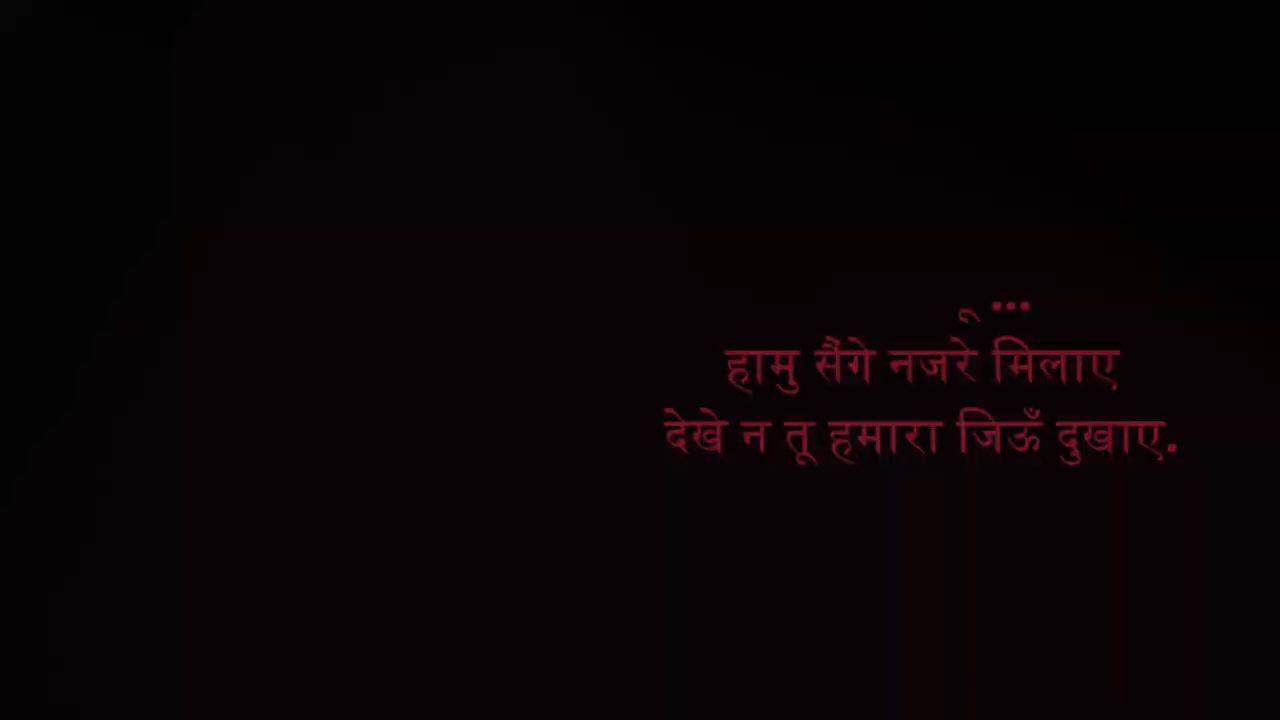 ...
हामु सैंगे नजरे मिलाए
देखे न तू हमारा जिऊँ दुखाए.